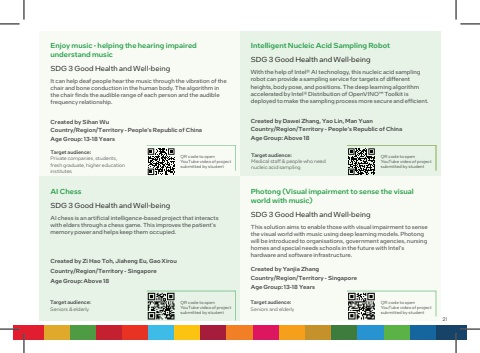 Enjoy music - helping the hearing impaired
understand music
SDG 3 Good Health and Well-being
It can help deaf people hear the music through the vibration of the
chair and bone conduction in the human body. The algorithm in
the chair finds the audible range of each person and the audible
frequency relationship.
Created by Sihan Wu
Country/Region/Territory - People's Republic of China
Age Group: 13-18 Years
Target audience:
Private companies, students,
fresh graduate, higher education
institutes
QR code to open
YouTube video of project
submitted by student
Intelligent Nucleic Acid Sampling Robot
SDG 3 Good Health and Well-being
With the help of Intel® AI technology, this nucleic acid sampling
robot can provide a sampling service for targets of different
heights, body pose, and positions. The deep learning algorithm
accelerated by Intel® Distribution of OpenVINO™ Toolkit is
deployed to make the sampling process more secure and efficient.
Created by Dawei Zhang, Yao Lin, Man Yuan
Country/Region/Territory - People's Republic of China
Age Group: Above 18
Target audience:
Medical staff & people who need
nucleic acid sampling
QR code to open
YouTube video of project
submitted by student
AI Chess
SDG 3 Good Health and Well-being
AI chess is an artificial intelligence-based project that interacts
with elders through a chess game. This improves the patient's
memory power and helps keep them occupied.
Created by Zi Hao Toh, Jiaheng Eu, Gao Xirou
Country/Region/Territory - Singapore
Age Group: Above 18
Target audience:
Seniors & elderly
QR code to open
YouTube video of project
submitted by student
Photong (Visual impairment to sense the visual
world with music)
SDG 3 Good Health and Well-being
This solution aims to enable those with visual impairment to sense
the visual world with music using deep learning models. Photong
will be introduced to organisations, government agencies, nursing
homes and special needs schools in the future with Intel's
hardware and software infrastructure.
Created by Yanjia Zhang
Country/Region/Territory - Singapore
Age Group: 13-18 Years
Target audience:
Seniors and elderly
QR code to open
YouTube video of project
submitted by student
21